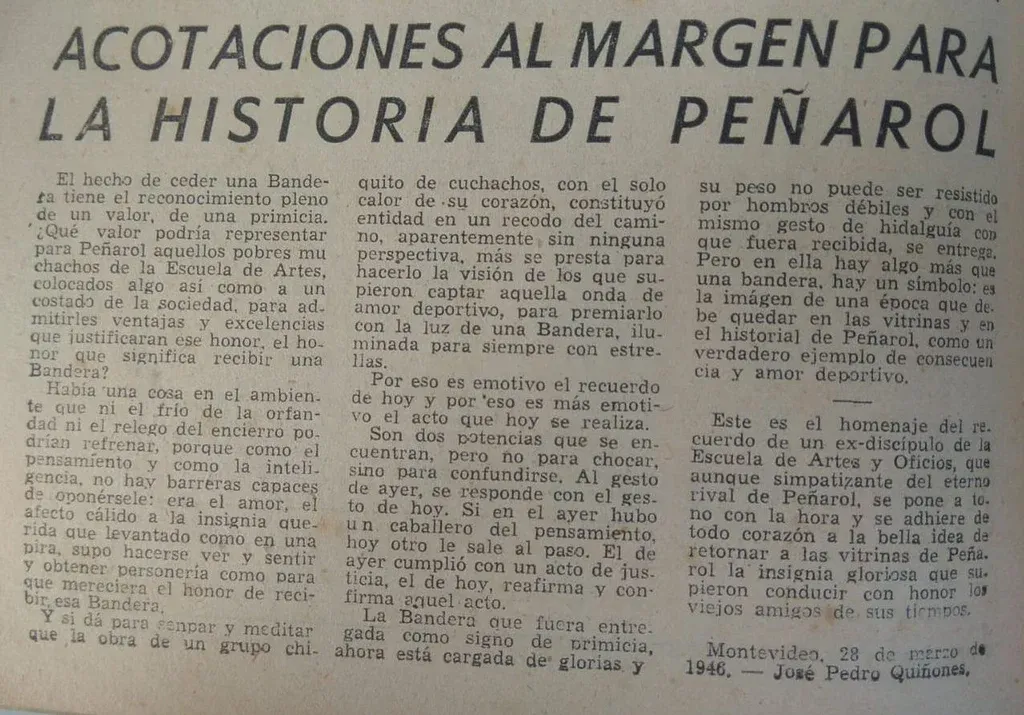 ACOTACIONES AL MARGEN PARA
LA HISTORIA DE PEÑAROL
El hecho de ceder una Bande-
ra tiene el reconocimiento pleno
de un valor, de una primicia.
¿Qué valor podría representar
para Peñarol aquellos pobres mu
chachos de la Escuela de Artes,
colocados algo así como a un
costado de la sociedad, para ad-
mitirles ventajas y excelencias
que justificaran ese honor, el ho-
nor que significa recibir una
Bandera?
Había una cosa en el ambien-
te que ni el frío de la orfan-
dad ni el relego del encierro po-
drían refrenar, porque como el
pensamiento y como la inteli-
gencia, no hay barreras capaces
de oponérsele: era el amor, el
afecto cálido a la insignia que-
rida que levantado como en una
pira, supo hacerse ver y sentir
y obtener personería como para
que mereciera el honor de reci-
bir esa Bandera.
Y si dá para senpar y meditar
que la obra de un grupo chi-
quito de cuchachos, con el solo
calor de su corazón, constituyó
entidad en un recodo del cami-
no, aparentemente sin ninguna
perspectiva, más se presta para
hacerlo la visión de los que su-
pieron captar aquella onda de
amor deportivo, para premiarlo
con la luz de una Bandera, ilu-
minada para siempre con estre-
llas.
Por eso es emotivo el recuerdo
de hoy y por eso es más emoti-
vo el acto que hoy se realiza.
Son dos potencias que se en-
cuentran, pero no para chocar,
sino para confundirse. Al gesto
de ayer, se responde con el ges-
to de hoy. Si en el ayer hubo
un caballero del pensamiento,
hoy otro le sale al paso. El de
ayer cumplió con un acto de jus-
ticia, el de hoy, reafirma y con-
firma aquel acto.
La Bandera que fuera entre-
gada como signo de primicia,
ahora está cargada de glorias y
su peso no puede ser resistido
por hombros débiles y con el
mismo gesto de hidalguía con
que fuera recibida, se entrega.
Pero en ella hay algo más que
una bandera, hay un símbolo: es
la imágen de una época que de-
be quedar en las vitrinas y en
el historial de Peñarol, como un
verdadero ejemplo de consecuen
cia y amor deportivo.
Este es el homenaje del re-
cuerdo de un ex-discípulo de la
Escuela de Artes y Oficios, que
aunque simpatizante del eterno
rival de Peñarol, se pone a to-
no con la hora y se adhiere de
todo corazón a la bella idea de
retornar a las vitrinas de Peña-
rol la insignia gloriosa que su-
pieron conducir con honor los
viejos amigos de sus tiempos.
Montevideo, 28 de marzo de
1946. — José Pedro Quiñones.